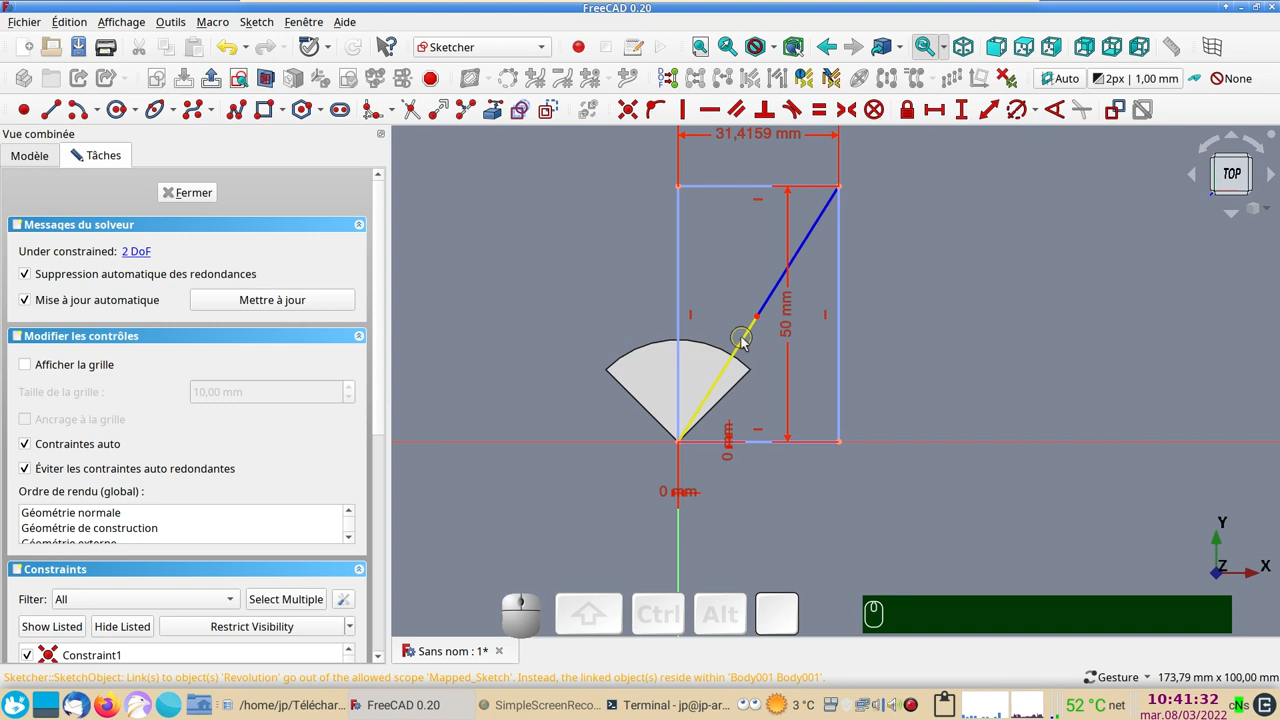 FreeCAD 0.20
Fichier Édition Affichage Outils Macro Sketch Fenêtre Aide
Sketcher
Auto 2px | 1,00 mm None
Vue combinée
Modèle Tâches
Fermer
Messages du solveur
Under constrained: 2 DoF
Suppression automatique des redondances
Mise à jour automatique Mettre à jour
Modifier les contrôles
Afficher la grille
Taille de la grille : 10,00 mm
Ancrage à la grille
Contraintes auto
Éviter les contraintes auto redondantes
Ordre de rendu (global) :
Géométrie normale
Géométrie de construction
Géométrie externe
Constraints
Filter: All Select Multiple
Show Listed Hide Listed Restrict Visibility
Constraint1
31,4159 mm
50 mm
0 mm
0 mm
TOP
Y
Z X
Ctrl Alt
Sans nom : 1*
Sketcher::SketchObject: Link(s) to object(s) 'Revolution' go out of the allowed scope 'Mapped_Sketch'. Instead, the linked object(s) reside within 'Body001 Body001'.
Gesture 173,79 mm x 100,00 mm
/home/jp/Téléchar... FreeCAD 0.20 SimpleScreenReco... Terminal - jp@jp-ar... 3 °C 52 °C net 10:41:32 cNs
mar.08/03/2022